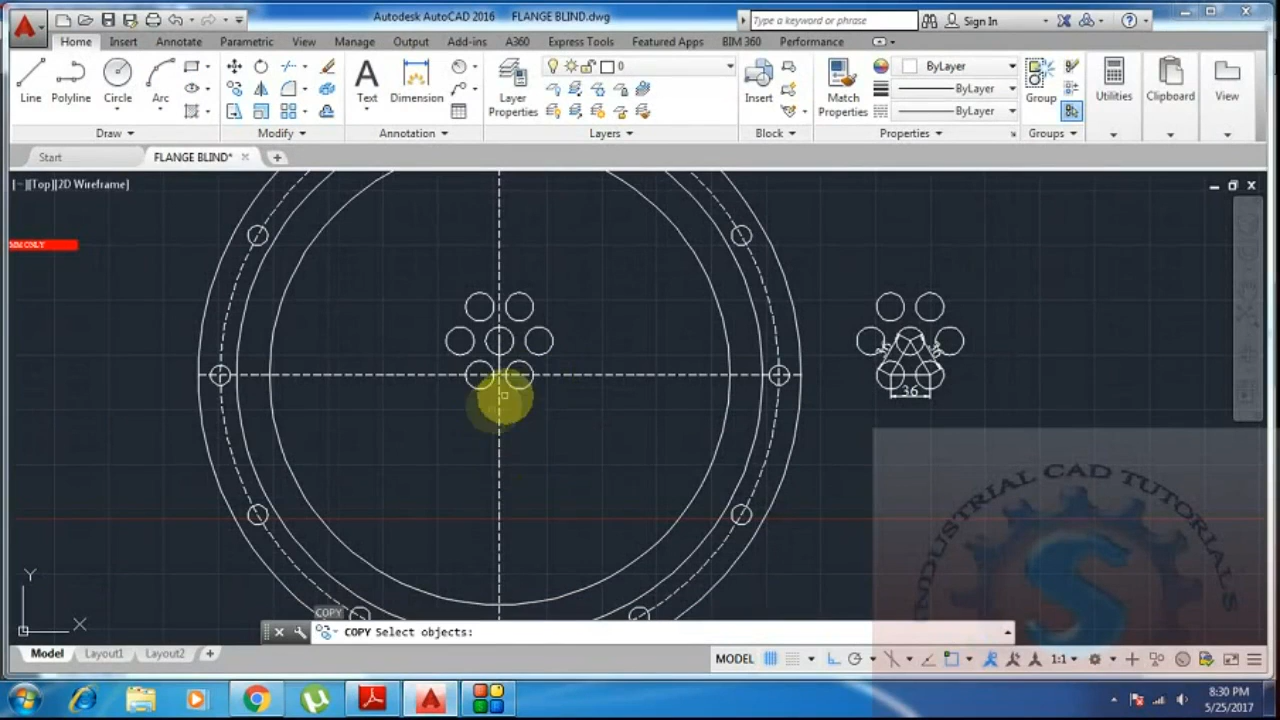 Autodesk AutoCAD 2016 FLANGE BLIND.dwg
Type a keyword or phrase
Sign In
Home Insert Annotate Parametric View Manage Output Add-ins A360 Express Tools Featured Apps BIM 360 Performance
Line Polyline Circle Arc
Text Dimension
Layer Properties
0
Insert
Match Properties
ByLayer
ByLayer
ByLayer
Group
Utilities
Clipboard
View
Draw Modify Annotation Layers Block Properties Groups
Start FLANGE BLIND*
[−][Top][2D Wireframe]
MM ONLY
36
INDUSTRIAL CAD TUTORIALS
S
Y
X
COPY
COPY Select objects:
Model Layout1 Layout2
MODEL
1:1
8:30 PM
5/25/2017